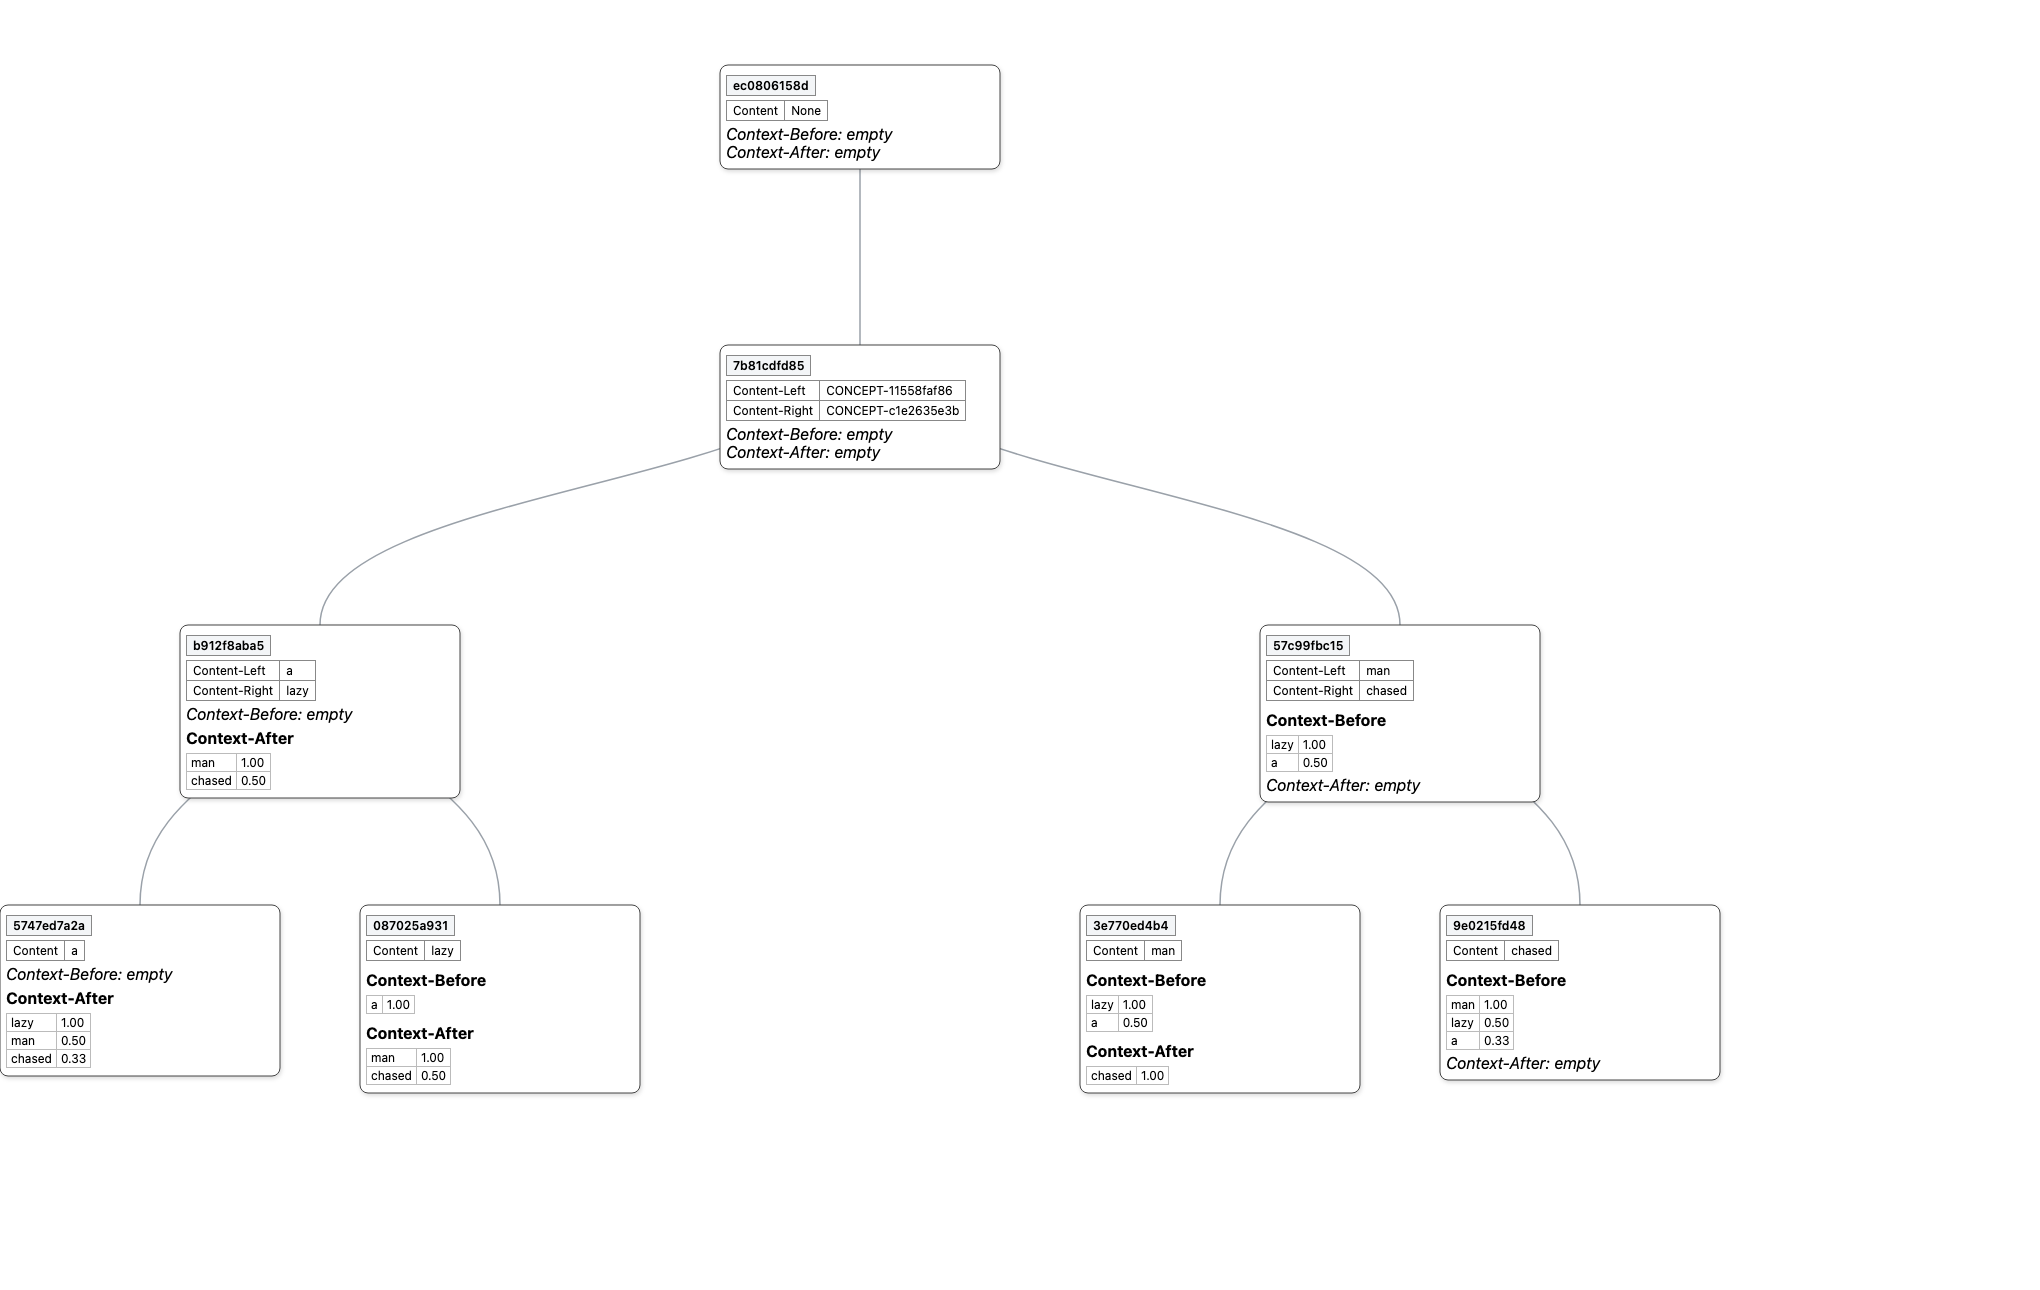 ec0806158d
Content None
Context-Before: empty
Context-After: empty
7b81cdfd85
Content-Left CONCEPT-11558faf86
Content-Right CONCEPT-c1e2635e3b
Context-Before: empty
Context-After: empty
b912f8aba5
Content-Left a
Content-Right lazy
Context-Before: empty
Context-After
man 1.00
chased 0.50
57c99fbc15
Content-Left man
Content-Right chased
Context-Before
lazy 1.00
a 0.50
Context-After: empty
5747ed7a2a
Content a
Context-Before: empty
Context-After
lazy 1.00
man 0.50
chased 0.33
087025a931
Content lazy
Context-Before
a 1.00
Context-After
man 1.00
chased 0.50
3e770ed4b4
Content man
Context-Before
lazy 1.00
a 0.50
Context-After
chased 1.00
9e0215fd48
Content chased
Context-Before
man 1.00
lazy 0.50
a 0.33
Context-After: empty